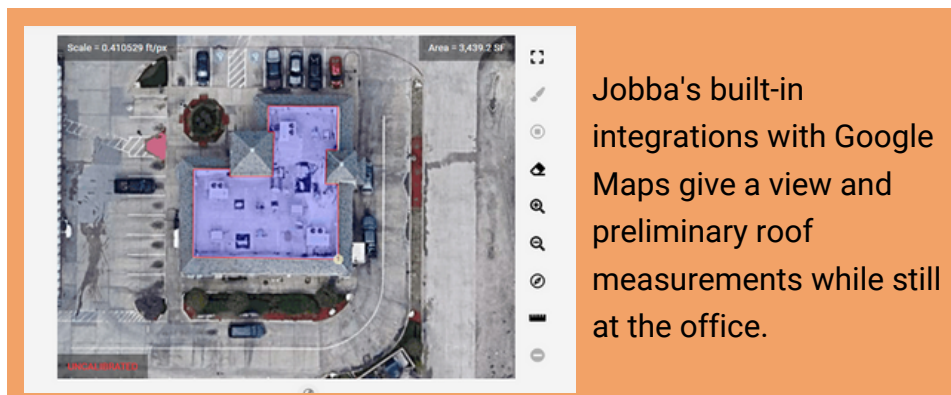 Scale = 0.410529 ft/px
Area = 3,439.2 SF
Jobba's built-in
integrations with Google
Maps give a view and
preliminary roof
measurements while still
at the office.